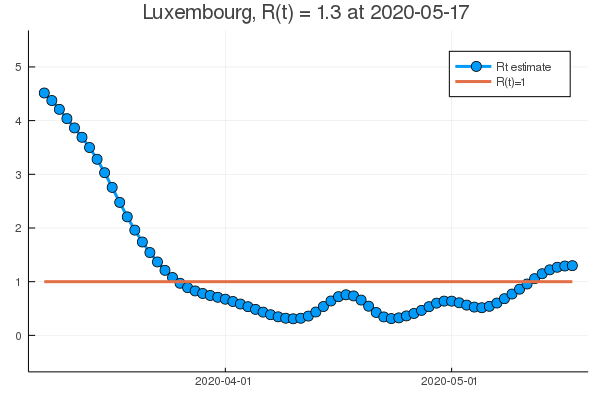 Luxembourg, R(t) = 1.3 at 2020-05-17
Rt estimate
R(t)=1
5
4
3
2
1
0
2020-04-01
2020-05-01